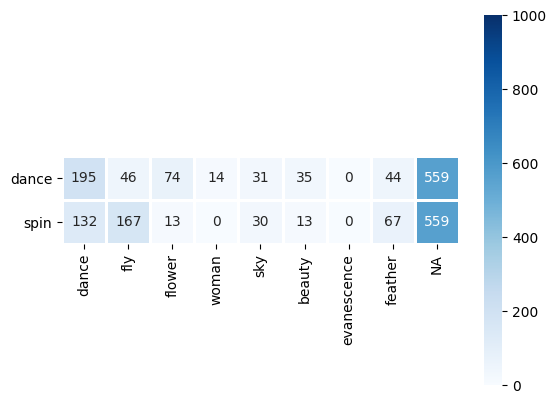 1000
800
600
400
200
0
dance 195 46 74 14 31 35 0 44 559
spin 132 167 13 0 30 13 0 67 559
dance fly flower woman sky beauty evanescence feather NA